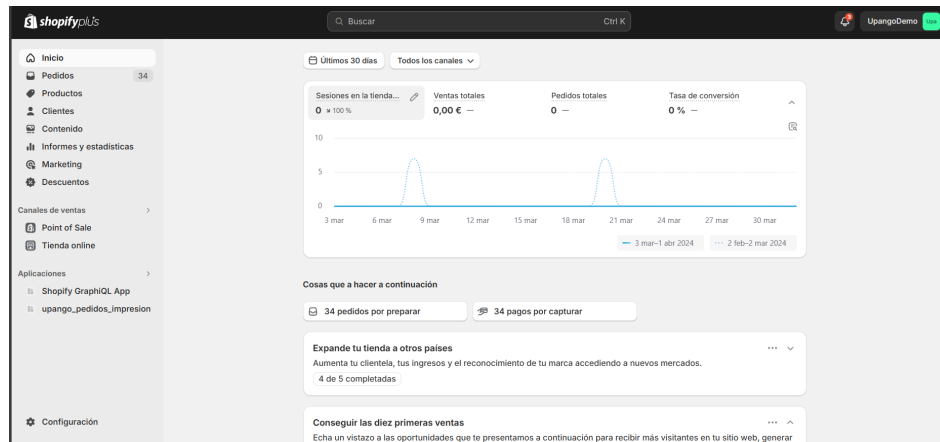 shopifyplus
Buscar
Ctrl K
3
UpangoDemo
Upa
Inicio
Pedidos
34
Productos
Clientes
Contenido
Informes y estadísticas
Marketing
Descuentos
Canales de ventas
Point of Sale
Tienda online
Aplicaciones
Shopify GraphiQL App
upango_pedidos_impresion
Configuración
Últimos 30 días
Todos los canales
Sesiones en la tienda...
0 100 %
Ventas totales
0,00 € —
Pedidos totales
0 —
Tasa de conversión
0 % —
10
5
0
3 mar 6 mar 9 mar 12 mar 15 mar 18 mar 21 mar 24 mar 27 mar 30 mar
3 mar–1 abr 2024
2 feb–2 mar 2024
Cosas que a hacer a continuación
34 pedidos por preparar
34 pagos por capturar
Expande tu tienda a otros países
Aumenta tu clientela, tus ingresos y el reconocimiento de tu marca accediendo a nuevos mercados.
4 de 5 completadas
Conseguir las diez primeras ventas
Echa un vistazo a las oportunidades que te presentamos a continuación para recibir más visitantes en tu sitio web, generar